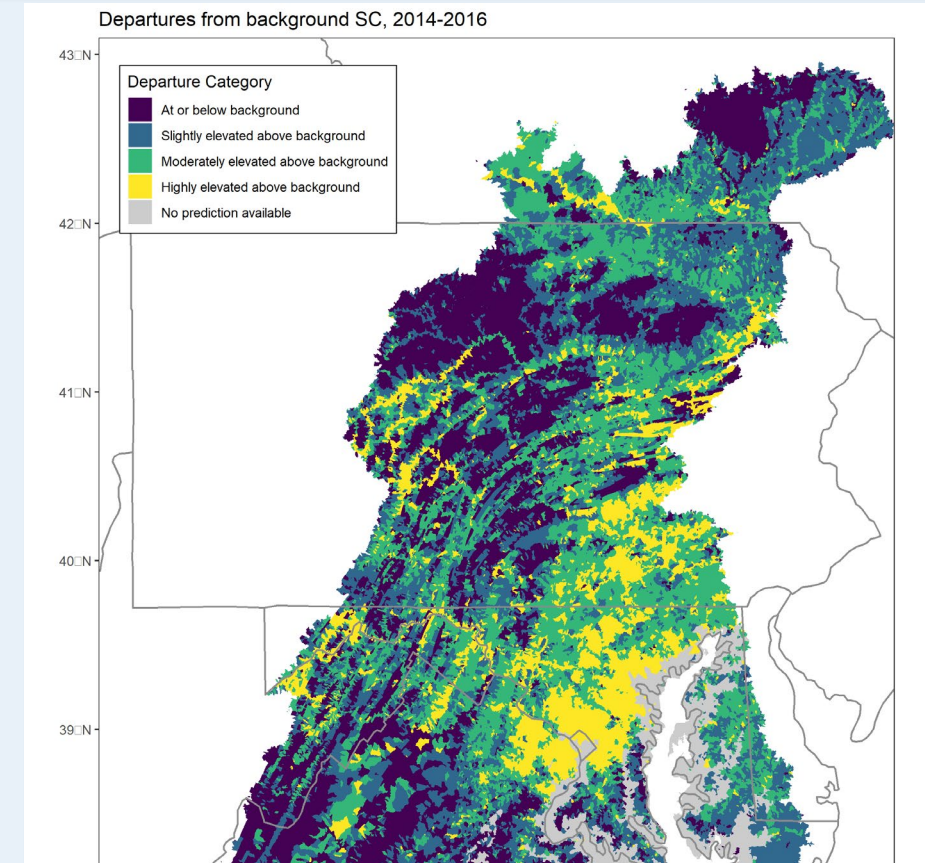 Departures from background SC, 2014-2016
43□N
Departure Category
At or below background
Slightly elevated above background
Moderately elevated above background
Highly elevated above background
No prediction available
42□N
41□N
40□N
39□N